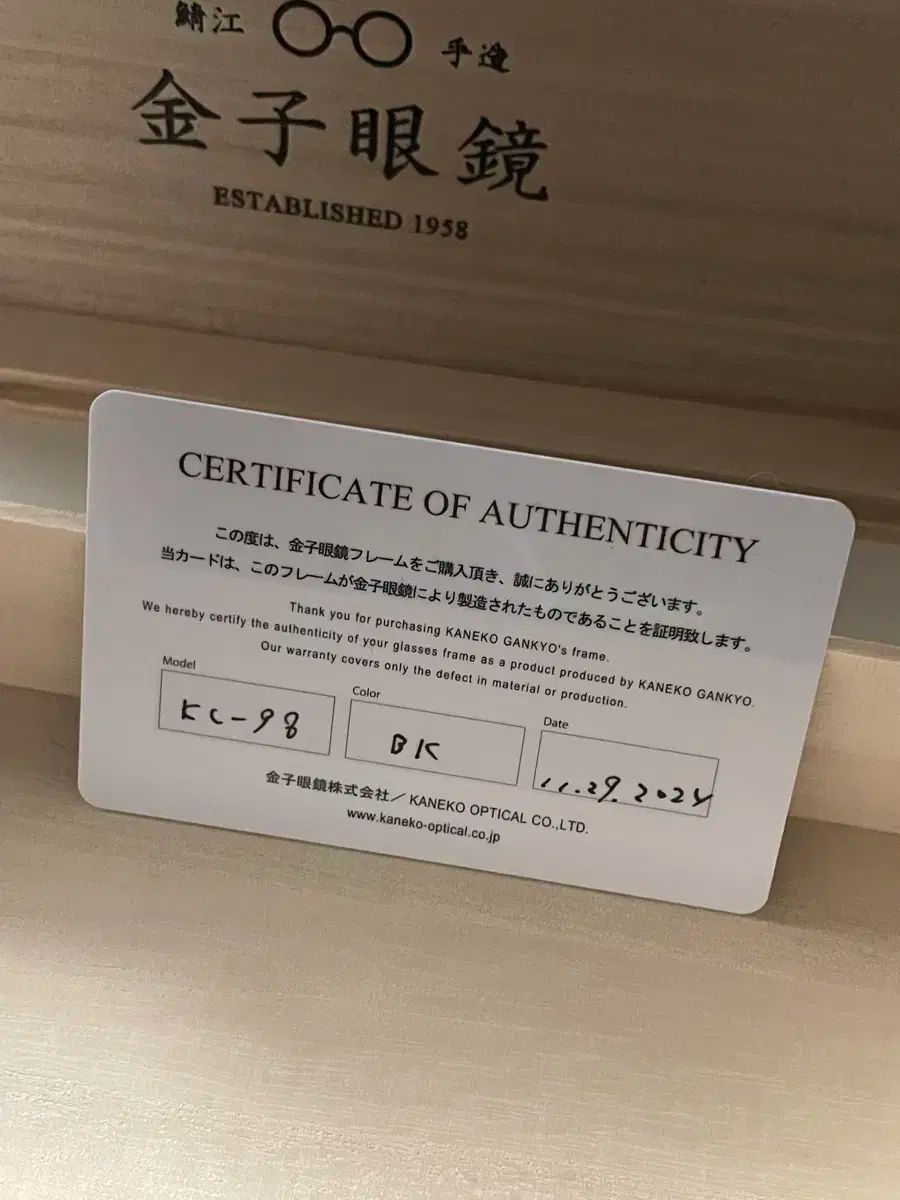 鯖江 手造
金子眼鏡
ESTABLISHED 1958
CERTIFICATE OF AUTHENTICITY
この度は、金子眼鏡フレームをご購入頂き、誠にありがとうございます。
当カードは、このフレームが金子眼鏡により製造されたものであることを証明致します。
Thank you for purchasing KANEKO GANKYO's frame.
We hereby certify the authenticity of your glasses frame as a product produced by KANEKO GANKYO.
Our warranty covers only the defect in material or production.
Model Color Date
KC-98 BK 11.29.2024
金子眼鏡株式会社／ KANEKO OPTICAL CO.,LTD.
www.kaneko-optical.co.jp